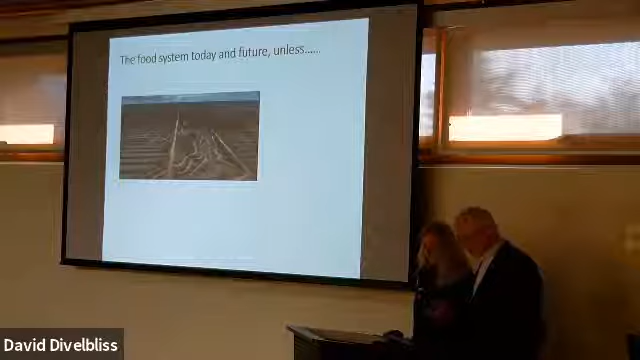 The food system today and future, unless......
David Divelbliss